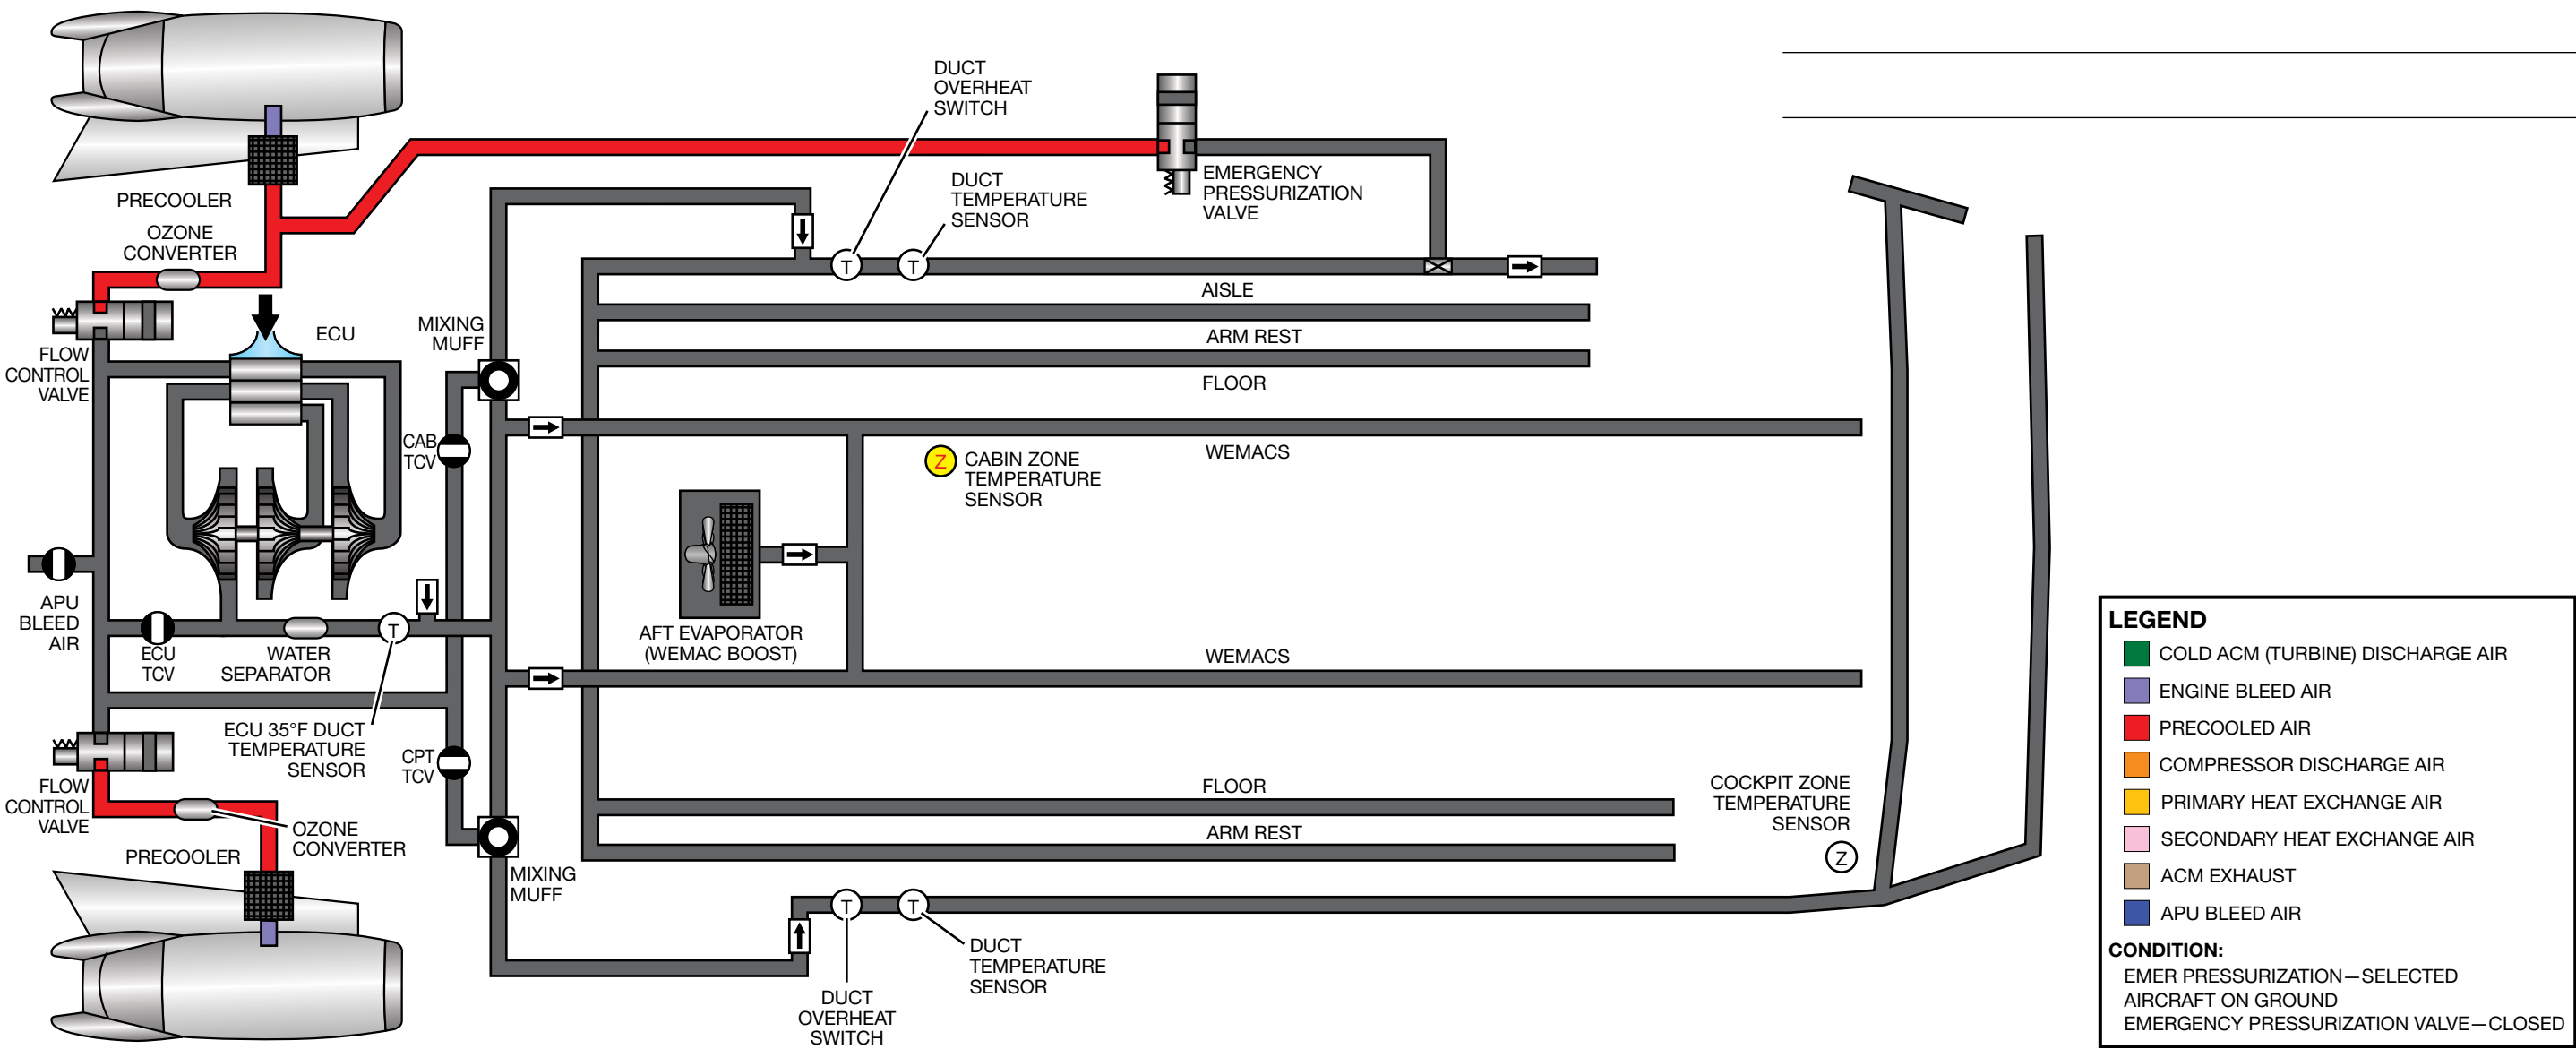 DUCT
OVERHEAT
SWITCH
PRECOOLER
OZONE
CONVERTER
DUCT
TEMPERATURE
SENSOR
EMERGENCY
PRESSURIZATION
VALVE
T
T
AISLE
ARM REST
FLOOR
ECU
MIXING
MUFF
FLOW
CONTROL
VALVE
CAB
TCV
WEMACS
Z
CABIN ZONE
TEMPERATURE
SENSOR
APU
BLEED
AIR
T
ECU
TCV
WATER
SEPARATOR
AFT EVAPORATOR
(WEMAC BOOST)
WEMACS
ECU 35°F DUCT
TEMPERATURE
SENSOR
CPT
TCV
FLOW
CONTROL
VALVE
OZONE
CONVERTER
PRECOOLER
MIXING
MUFF
FLOOR
ARM REST
COCKPIT ZONE
TEMPERATURE
SENSOR
Z
T
T
DUCT
TEMPERATURE
SENSOR
DUCT
OVERHEAT
SWITCH
LEGEND
COLD ACM (TURBINE) DISCHARGE AIR
ENGINE BLEED AIR
PRECOOLED AIR
COMPRESSOR DISCHARGE AIR
PRIMARY HEAT EXCHANGE AIR
SECONDARY HEAT EXCHANGE AIR
ACM EXHAUST
APU BLEED AIR
CONDITION:
EMER PRESSURIZATION—SELECTED
AIRCRAFT ON GROUND
EMERGENCY PRESSURIZATION VALVE—CLOSED